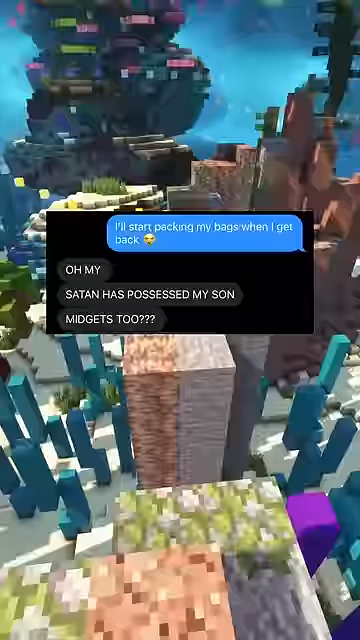 I'll start packing my bags when I get
back 😭
OH MY
SATAN HAS POSSESSED MY SON
MIDGETS TOO???